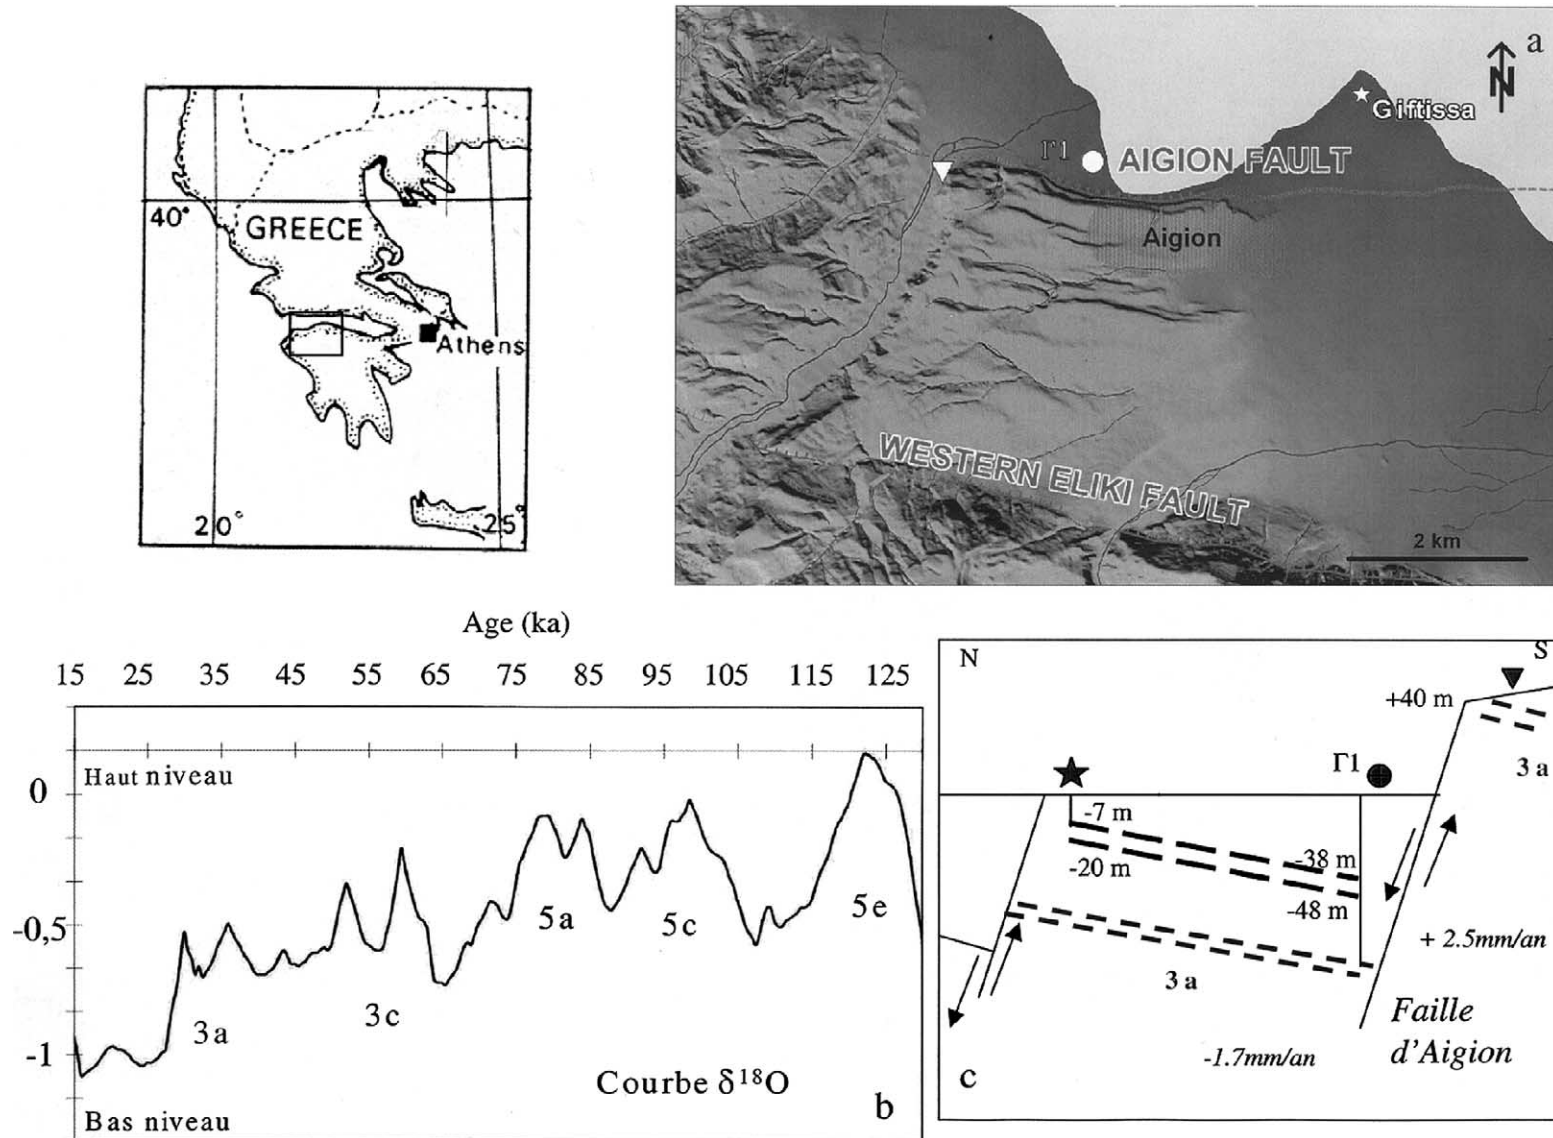 40°
GREECE
Athens
20°
25°
a
N
Giftissa
Γ1
AIGION FAULT
Aigion
WESTERN ELIKI FAULT
2 km
Age (ka)
15 25 35 45 55 65 75 85 95 105 115 125
Haut niveau
0
-0,5
-1
3a
3c
5a
5c
5e
Courbe δ¹⁸O
Bas niveau
b
N
S
+40 m
3 a
Γ1
-7 m
-20 m
-38 m
-48 m
+ 2.5mm/an
3 a
Faille
d'Aigion
-1.7mm/an
c